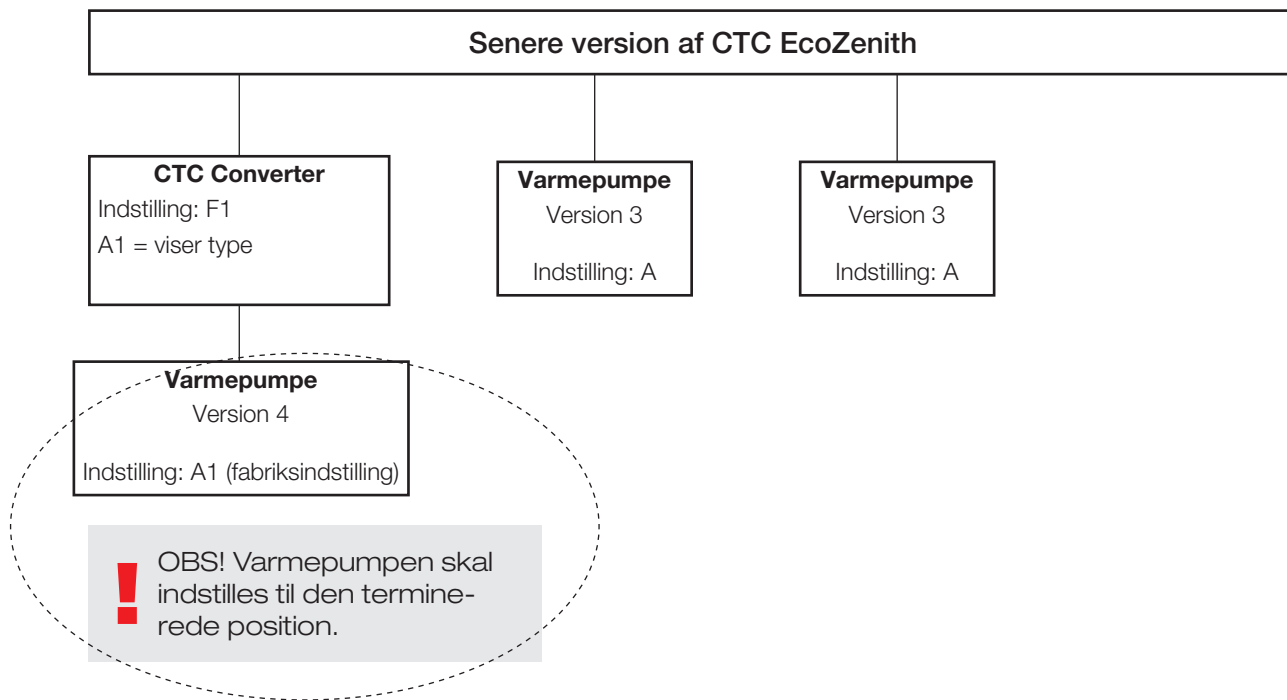 Senere version af CTC EcoZenith
CTC Converter
Indstilling: F1
A1 = viser type
Varmepumpe
Version 3
Indstilling: A
Varmepumpe
Version 3
Indstilling: A
Varmepumpe
Version 4
Indstilling: A1 (fabriksindstilling)
! OBS! Varmepumpen skal
indstilles til den termine-
rede position.